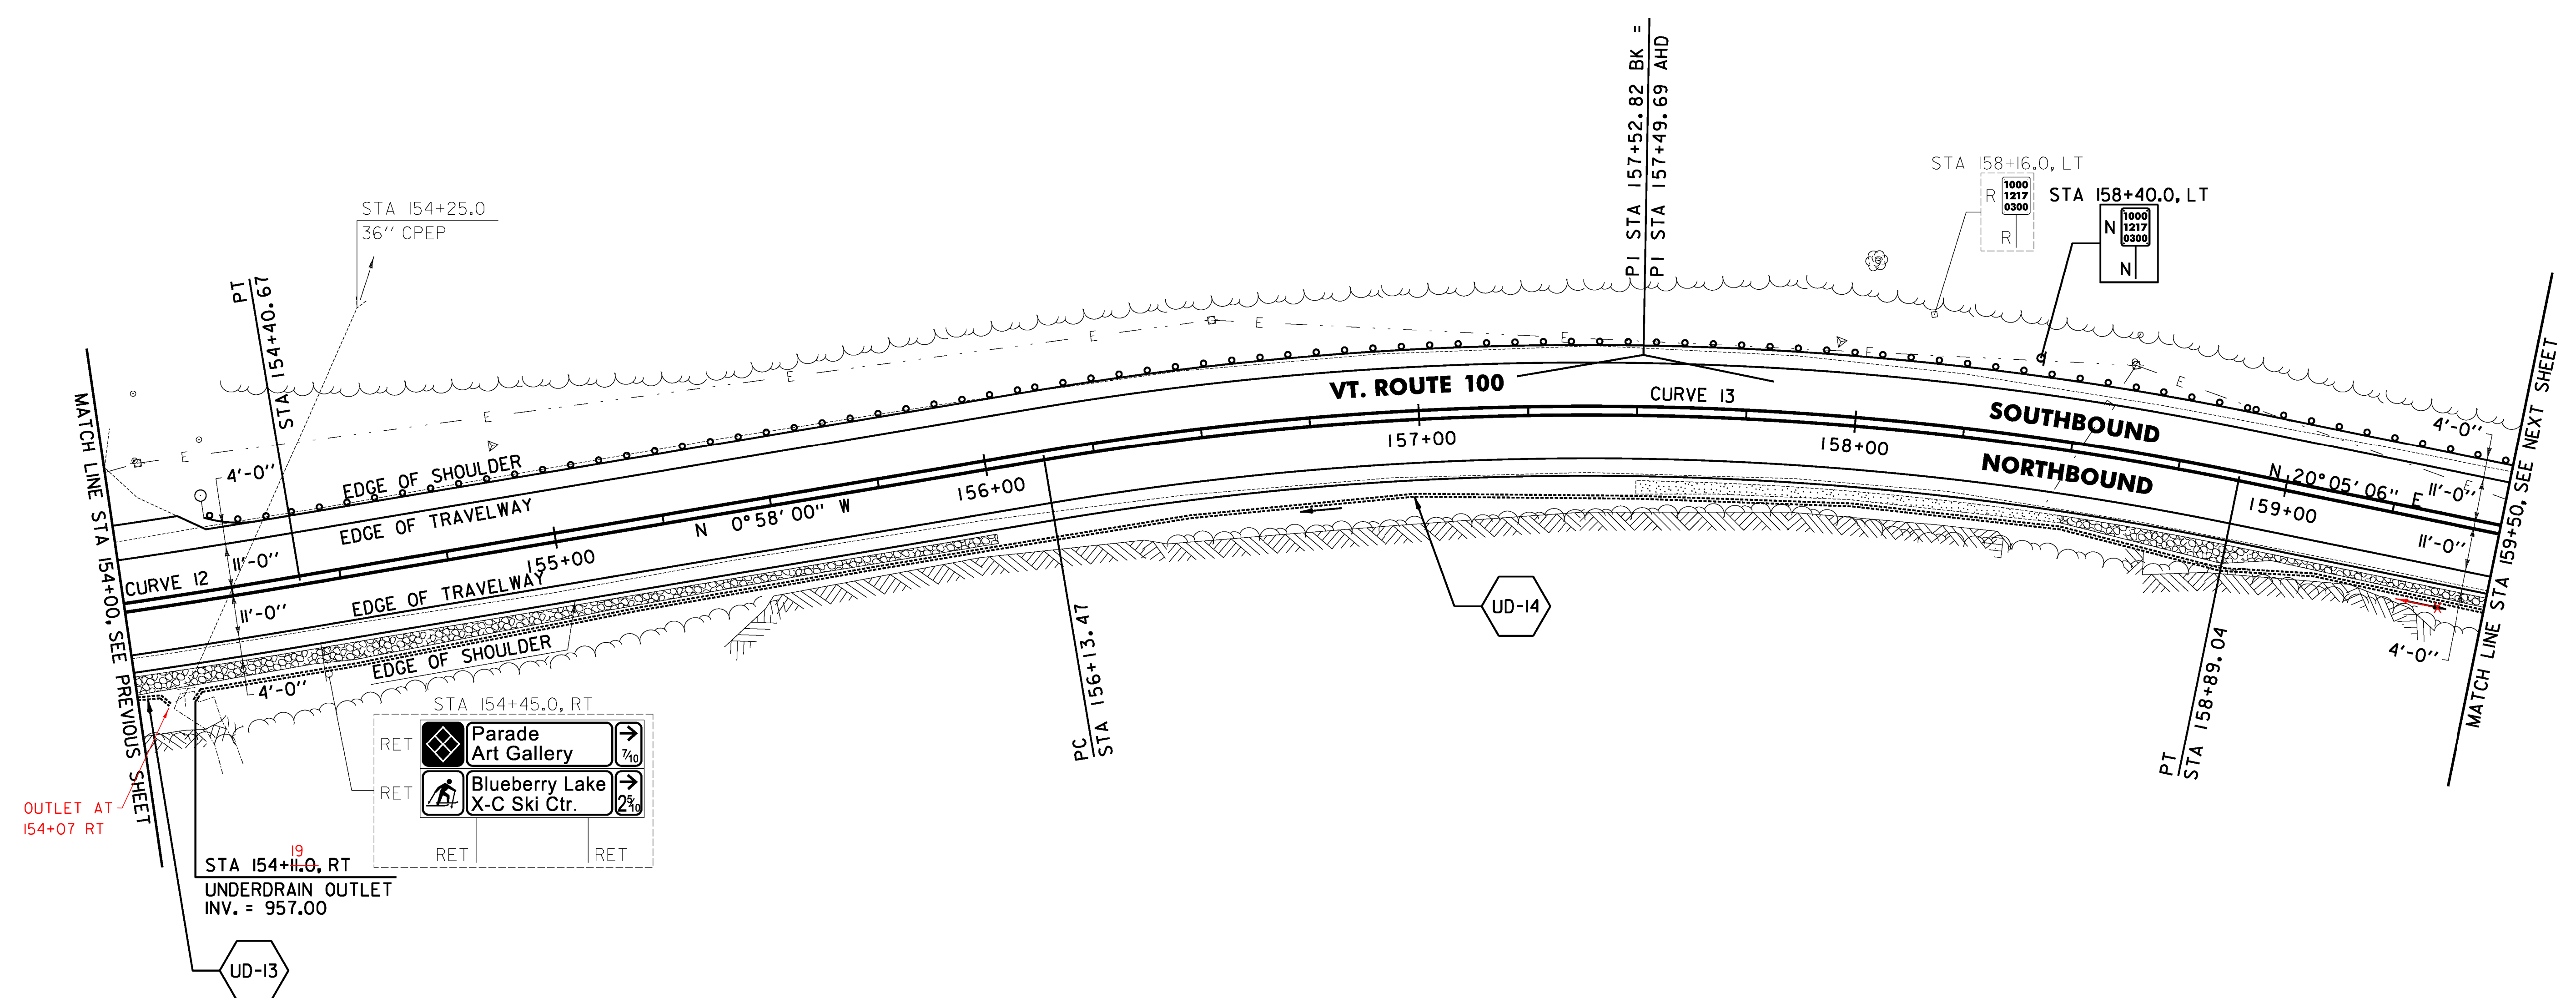 PI STA 157+52.82 BK =
PI STA 157+49.69 AHD
STA 158+16.0, LT
R
1000
1217
0300
R
STA 158+40.0, LT
N
1000
1217
0300
N
STA 154+25.0
36" CPEP
PT
STA 154+40.67
MATCH LINE STA 154+00, SEE PREVIOUS SHEET
MATCH LINE STA 159+50, SEE NEXT SHEET
E
E
E
E
E
E
E
E
E
VT. ROUTE 100
CURVE 13
SOUTHBOUND
NORTHBOUND
4'-0"
EDGE OF SHOULDER
EDGE OF TRAVELWAY
11'-0"
CURVE 12
11'-0"
155+00
N 0°58'00" W
156+00
157+00
158+00
N 20°05'06" E
159+00
4'-0"
11'-0"
11'-0"
4'-0"
EDGE OF TRAVELWAY
EDGE OF SHOULDER
4'-0"
PC
STA 156+13.47
UD-14
PT
STA 158+89.04
STA 154+45.0, RT
RET
Parade
Art Gallery
7/10
RET
Blueberry Lake
X-C Ski Ctr.
2 5/10
RET
RET
OUTLET AT
154+07 RT
19
STA 154+11.0, RT
UNDERDRAIN OUTLET
INV. = 957.00
UD-13